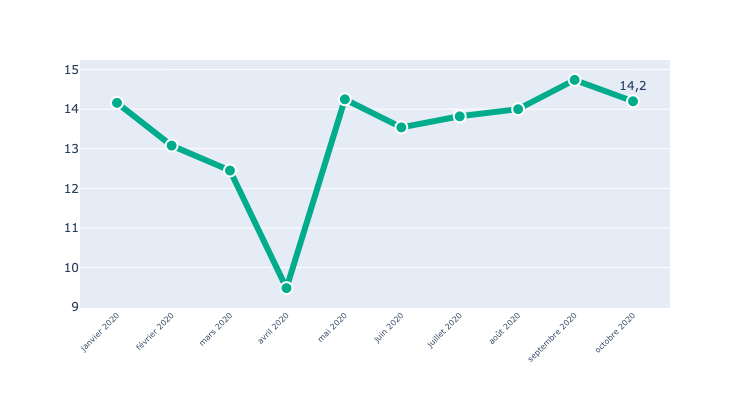 15
14,2
14
13
12
11
10
9
janvier 2020
février 2020
mars 2020
avril 2020
mai 2020
juin 2020
juillet 2020
août 2020
septembre 2020
octobre 2020